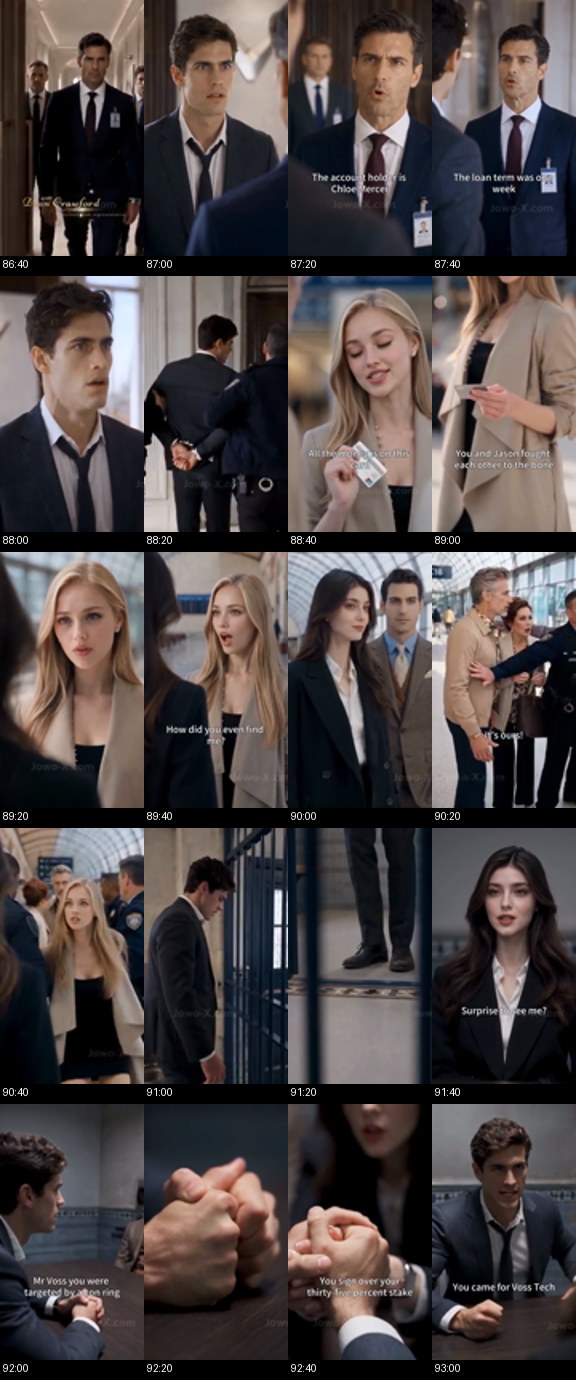 Crawford
86:40
87:00
The account holder is
Chloe Mercer
87:20
The loan term was one
week
87:40
88:00
88:20
All the money is on this
card
88:40
You and Jason fought
each other to the bone
89:00
89:20
How did you even find
me?
89:40
90:00
It's ours!
90:20
90:40
91:00
91:20
Surprise to see me?
91:40
Mr Voss you were
targeted by a con ring
92:00
92:20
You sign over your
thirty-five percent stake
92:40
You came for Voss Tech
93:00
Jowo-X.com